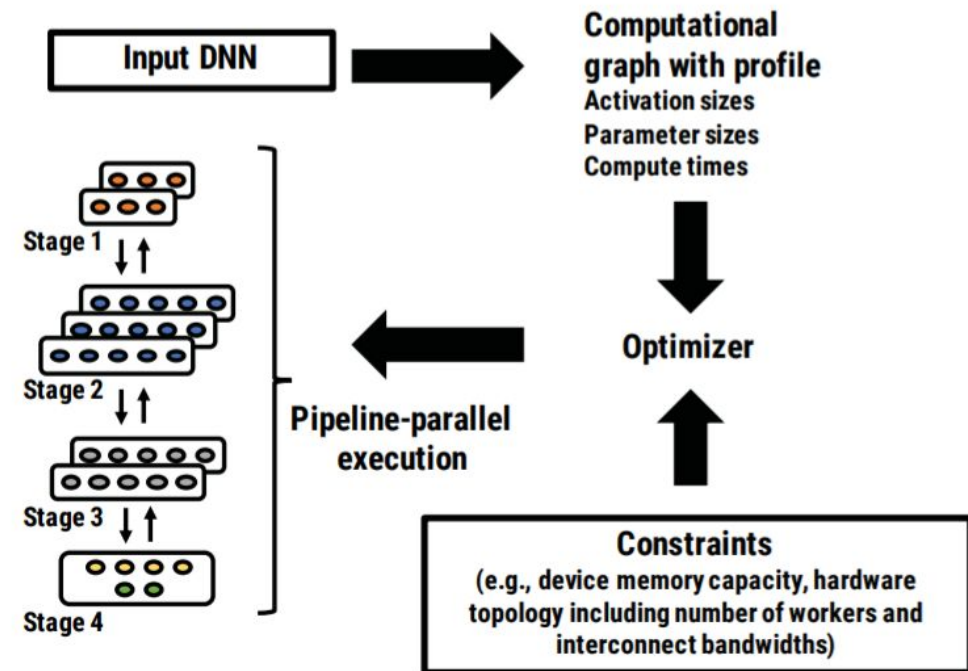 Input DNN
Computational
graph with profile
Activation sizes
Parameter sizes
Compute times
Optimizer
Constraints
(e.g., device memory capacity, hardware
topology including number of workers and
interconnect bandwidths)
Pipeline-parallel
execution
Stage 1
Stage 2
Stage 3
Stage 4